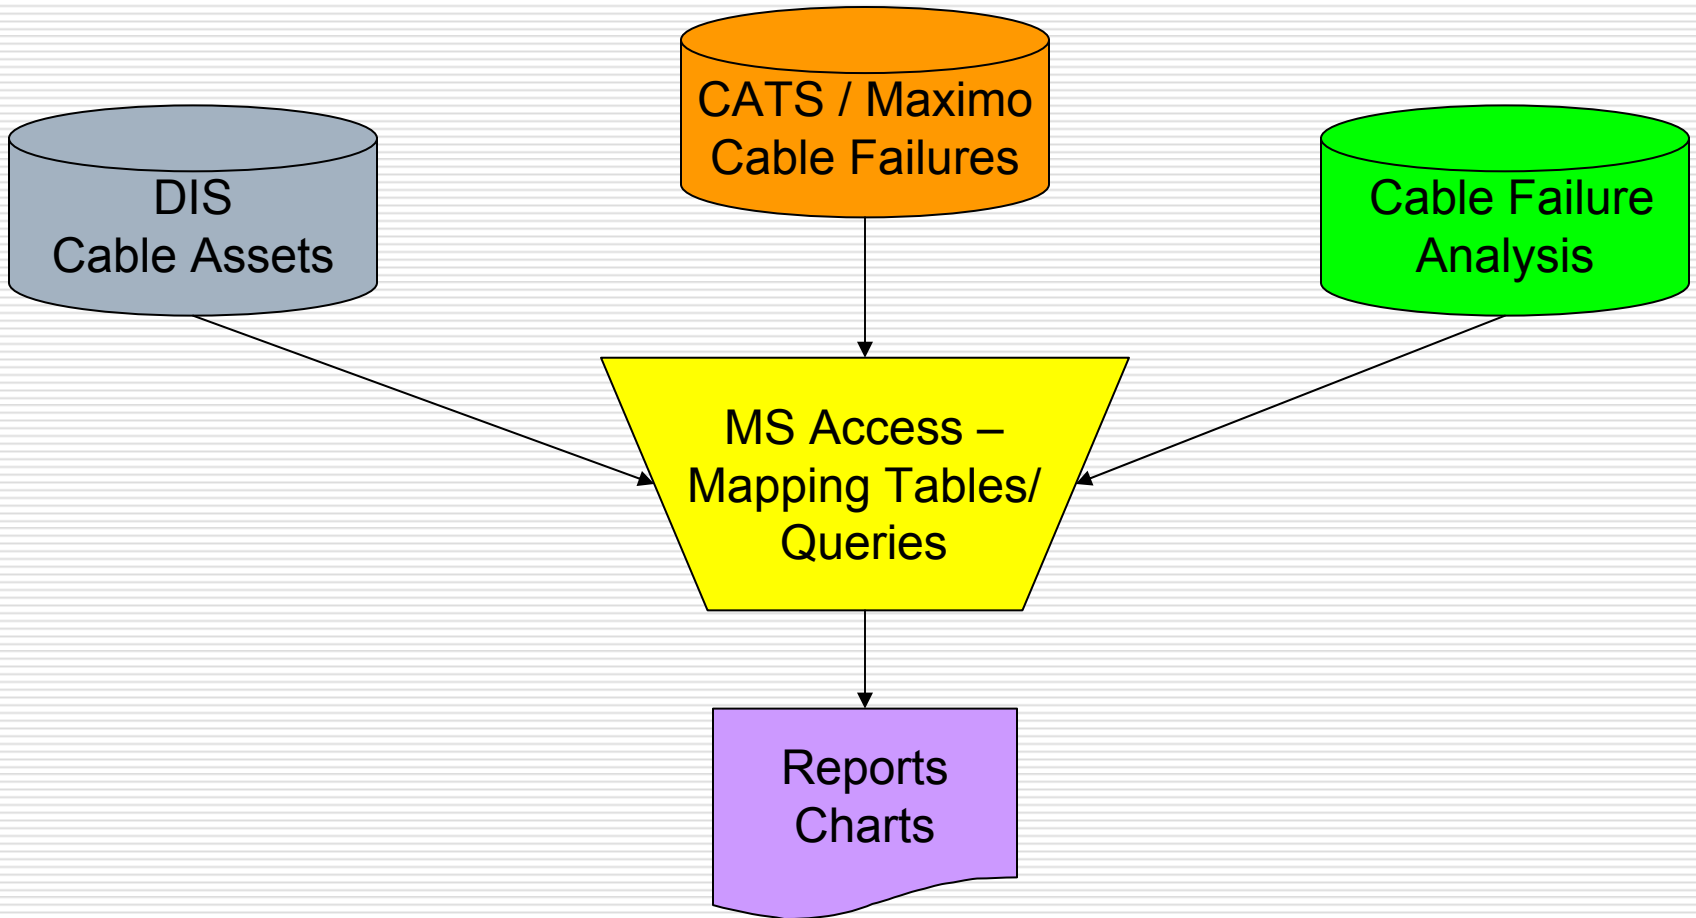 CATS / Maximo
Cable Failures
DIS
Cable Assets
Cable Failure
Analysis
MS Access –
Mapping Tables/
Queries
Reports
Charts